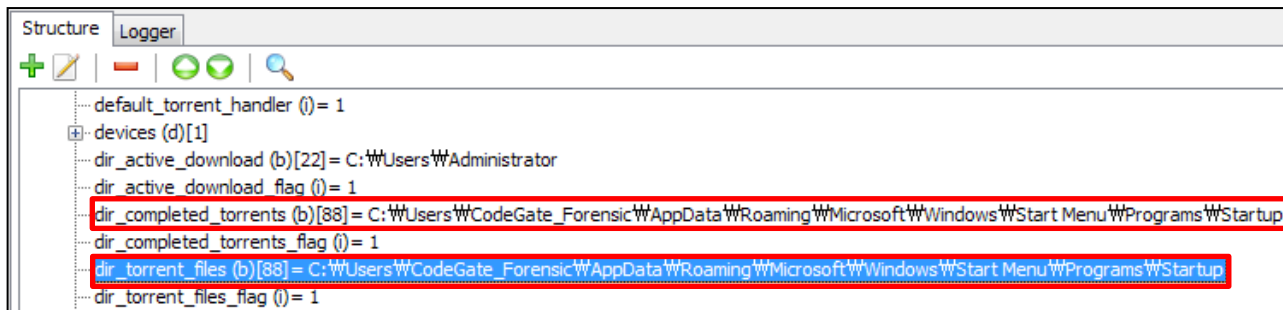 Structure Logger
default_torrent_handler (i)= 1
devices (d)[1]
dir_active_download (b)[22]= C:₩Users₩Administrator
dir_active_download_flag (i)= 1
dir_completed_torrents (b)[88]= C:₩Users₩CodeGate_Forensic₩AppData₩Roaming₩Microsoft₩Windows₩Start Menu₩Programs₩Startup
dir_completed_torrents_flag (i)= 1
dir_torrent_files (b)[88]= C:₩Users₩CodeGate_Forensic₩AppData₩Roaming₩Microsoft₩Windows₩Start Menu₩Programs₩Startup
dir_torrent_files_flag (i)= 1